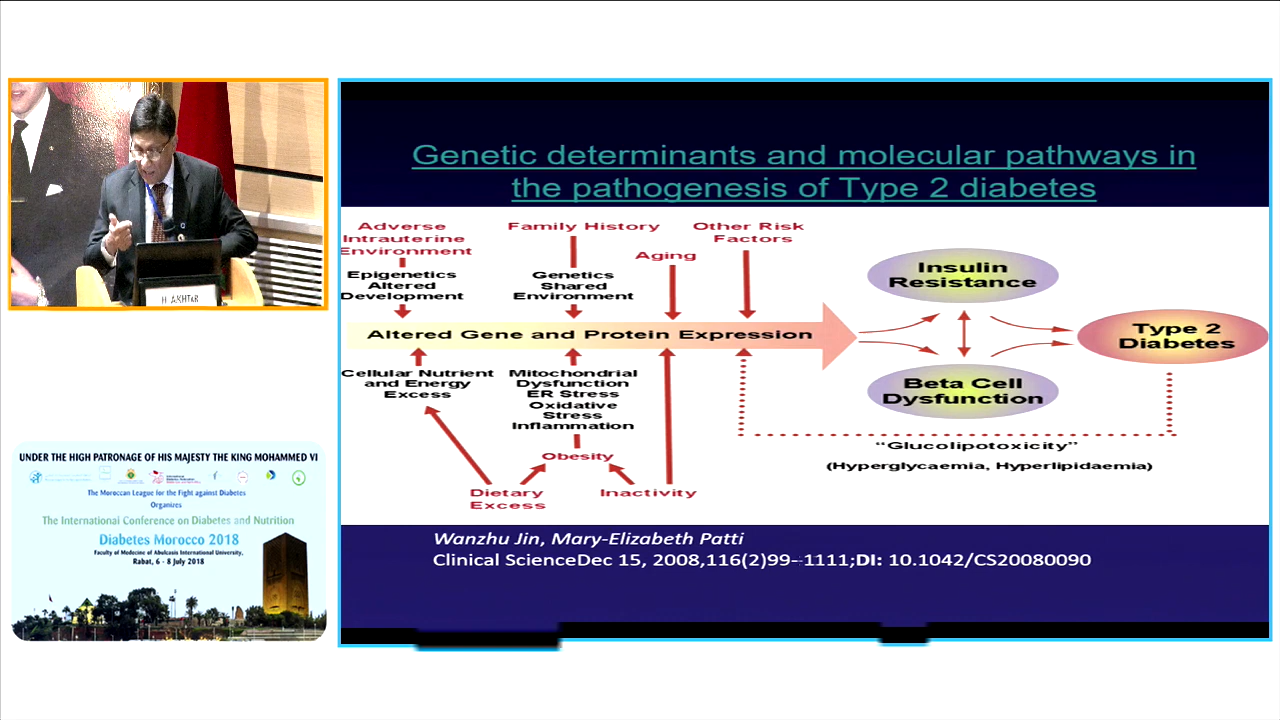 H. AKHTAR
UNDER THE HIGH PATRONAGE OF HIS MAJESTY THE KING MOHAMMED VI
The Moroccan League for the Fight against Diabetes
Organizes
The International Conference on Diabetes and Nutrition
Diabetes Morocco 2018
Faculty of Medecine of Abulcasis International University,
Rabat, 6 - 8 July 2018
Genetic determinants and molecular pathways in
the pathogenesis of Type 2 diabetes
Adverse
Intrauterine
Environment
Epigenetics
Altered
Development
Family History
Genetics
Shared
Environment
Aging
Other Risk
Factors
Altered Gene and Protein Expression
Insulin
Resistance
Type 2
Diabetes
Beta Cell
Dysfunction
Cellular Nutrient
and Energy
Excess
Mitochondrial
Dysfunction
ER Stress
Oxidative
Stress
Inflammation
Obesity
Dietary
Excess
Inactivity
“Glucolipotoxicity”
(Hyperglycaemia, Hyperlipidaemia)
Wanzhu Jin, Mary-Elizabeth Patti
Clinical ScienceDec 15, 2008,116(2)99--1111;DI: 10.1042/CS20080090